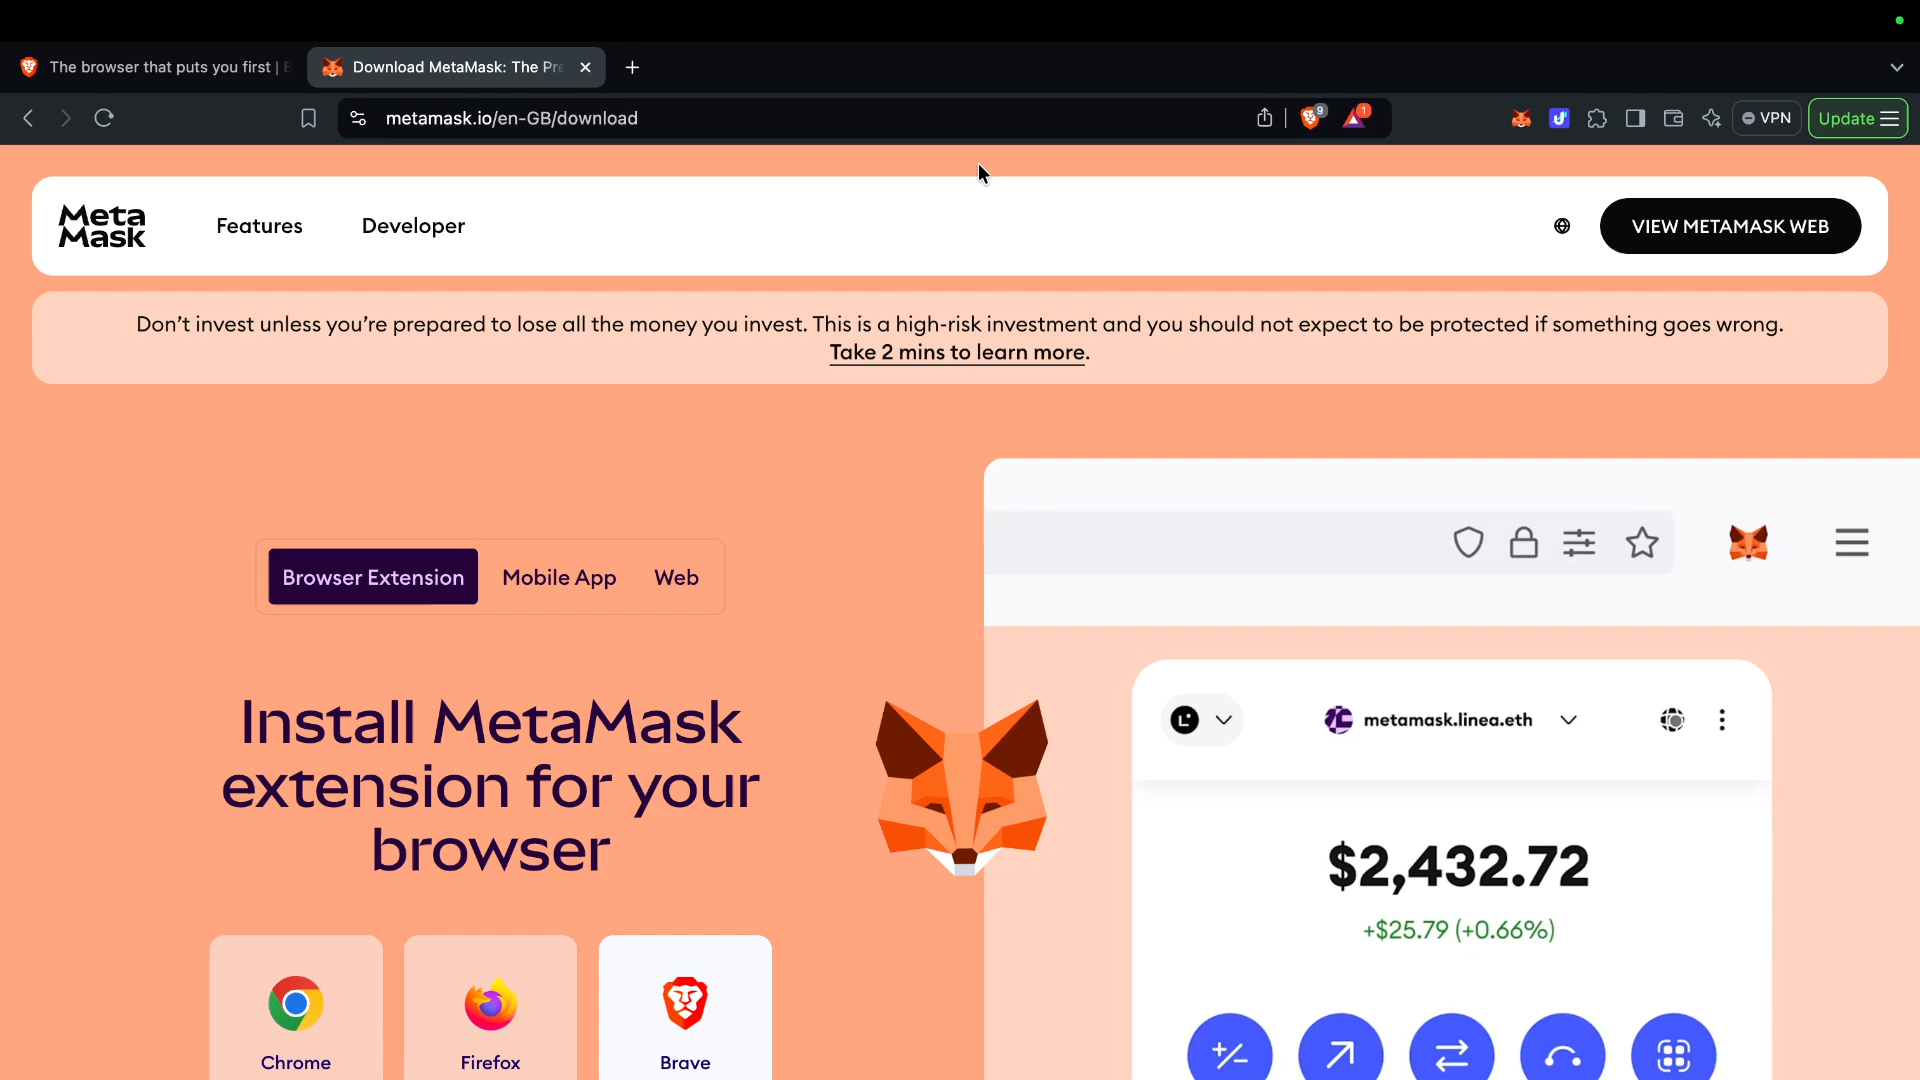 The browser that puts you first |
Download MetaMask: The Pre
metamask.io/en-GB/download
9
1
VPN
Update
Meta
Mask
Features
Developer
VIEW METAMASK WEB
Don’t invest unless you’re prepared to lose all the money you invest. This is a high-risk investment and you should not expect to be protected if something goes wrong.
Take 2 mins to learn more.
Browser Extension
Mobile App
Web
metamask.linea.eth
Install MetaMask
extension for your
browser
$2,432.72
+$25.79 (+0.66%)
Chrome
Firefox
Brave